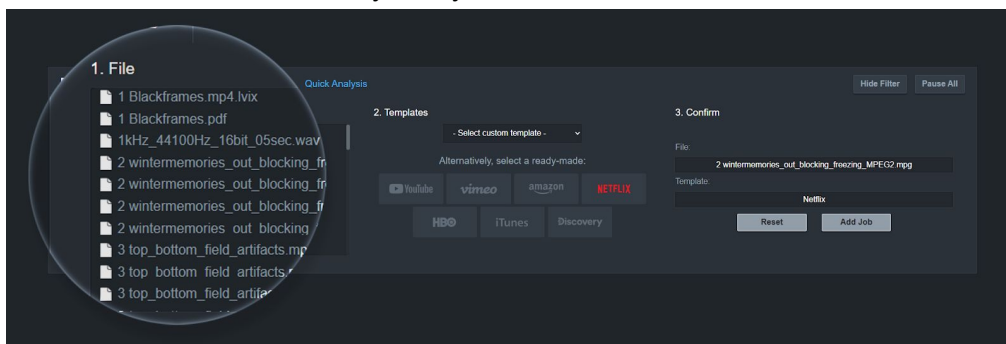 1. File
1 Blackframes.mp4.lvix
1 Blackframes.pdf
1kHz_44100Hz_16bit_05sec.wav
2 wintermemories_out_blocking_fr
2 wintermemories_out_blocking_fr
2 wintermemories_out_blocking_fr
2 wintermemories_out_blocking
3 top_bottom_field_artifacts.mp
3 top_bottom_field_artifacts.
3 top_bottom_field_artifac
Quick Analysis
Hide Filter
Pause All
2. Templates
- Select custom template -
Alternatively, select a ready-made:
YouTube
vimeo
amazon
NETFLIX
HBO
iTunes
Discovery
3. Confirm
File:
2 wintermomories_out_blocking_freezing_MPEG2.mpg
Template:
Netflix
Reset
Add Job